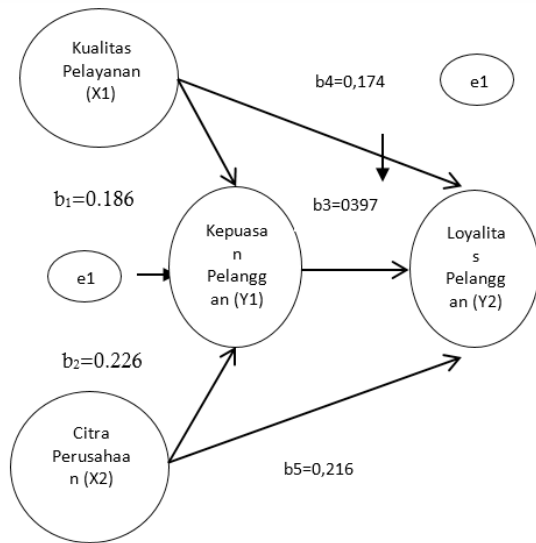 Kualitas
Pelayanan
(X1)
b4=0,174
e1
b₁=0.186
b3=0397
Kepuasa
n
Pelangg
an (Y1)
Loyalita
s
Pelangg
an (Y2)
e1
b₂=0.226
Citra
Perusahaa
n (X2)
b5=0,216